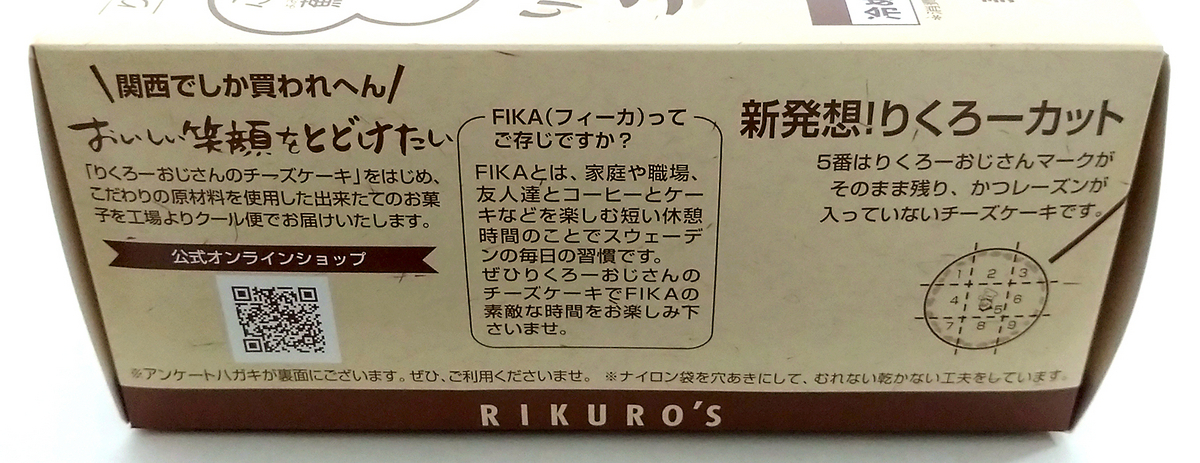 関西でしか買われへん
おいしい笑顔をとどけたい
「りくろーおじさんのチーズケーキ」をはじめ、
こだわりの原材料を使用した出来たてのお菓
子を工場よりクール便でお届けいたします。
公式オンラインショップ
FIKA(フィーカ)って
ご存じですか?
FIKAとは、家庭や職場、
友人達とコーヒーとケー
キなどを楽しむ短い休憩
時間のことでスウェーデ
ンの毎日の習慣です。
ぜひりくろーおじさんの
チーズケーキでFIKAの
素敵な時間をお楽しみ下
さいませ。
新発想!りくろーカット
5番はりくろーおじさんマークが
そのまま残り、かつレーズンが
入っていないチーズケーキです。
1 2 3
4 5 6
7 8 9
※アンケートハガキが裏面にございます。ぜひ、ご利用くださいませ。 ※ナイロン袋を穴あきにして、むれない乾かない工夫をしています。
RIKURO'S